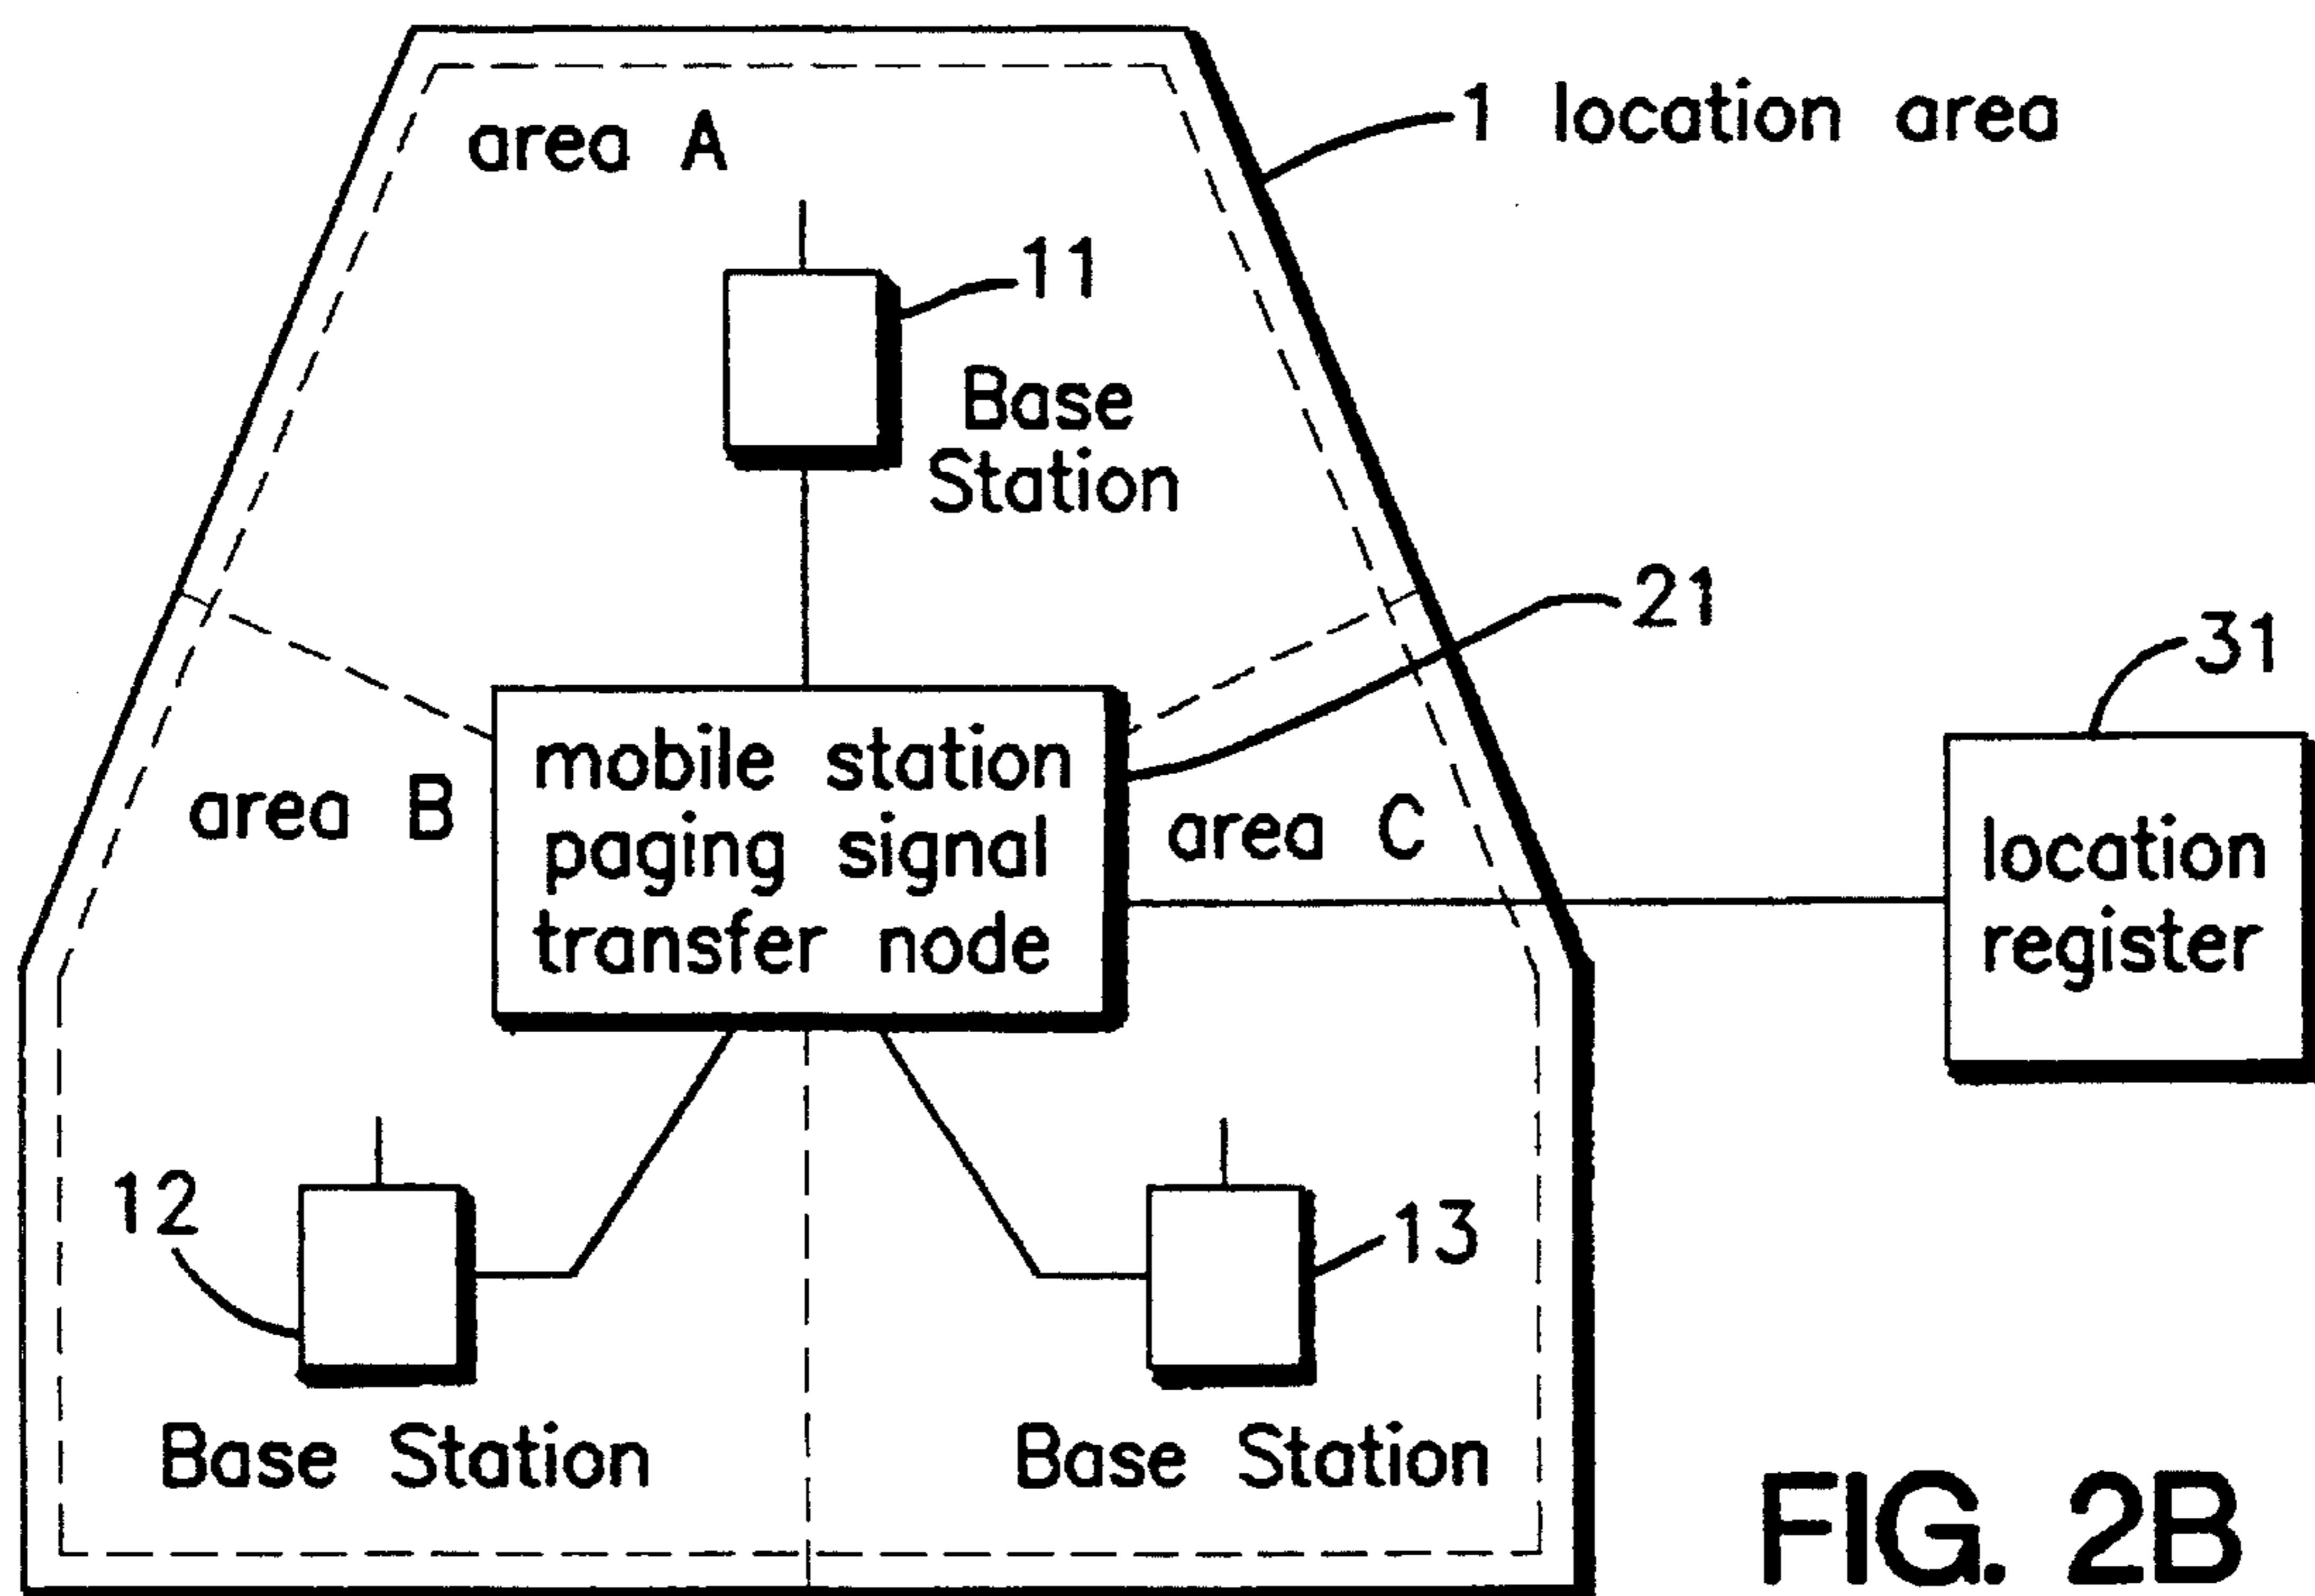 area A
1 location area
11
Base
Station
21
31
mobile station
paging signal
transfer node
area B
area C
location
register
12
13
Base Station
Base Station
FIG. 2B